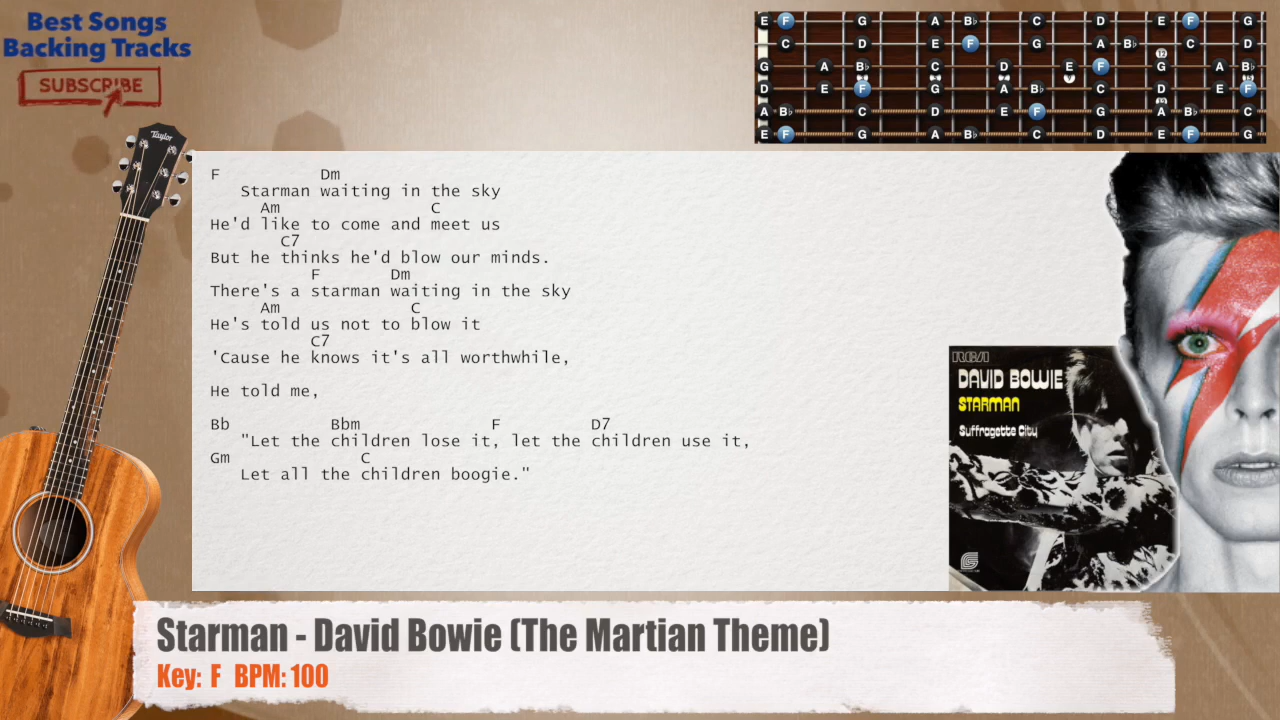 Best Songs
Backing Tracks
SUBSCRIBE
E F G A B♭ C D E F G
C D E F G A B♭ C D
G A B♭ C D E F G A B♭
D E F G A B♭ C D E F
A B♭ C D E F G A B♭ C
E F G A B♭ C D E F G
Taylor
F Dm
Starman waiting in the sky
Am C
He'd like to come and meet us
C7
But he thinks he'd blow our minds.
F Dm
There's a starman waiting in the sky
Am C
He's told us not to blow it
C7
'Cause he knows it's all worthwhile,
He told me,
Bb Bbm F D7
"Let the children lose it, let the children use it,
Gm C
Let all the children boogie."
RCA
DAVID BOWIE
STARMAN
Suffragette City
Starman - David Bowie (The Martian Theme)
Key: F BPM: 100